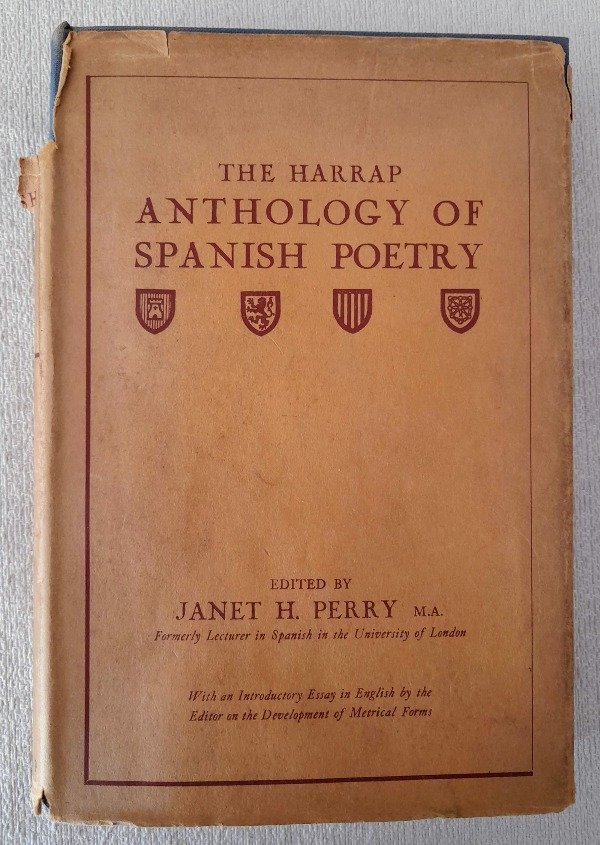 THE HARRAP
ANTHOLOGY OF
SPANISH POETRY
EDITED BY
JANET H. PERRY M.A.
Formerly Lecturer in Spanish in the University of London
With an Introductory Essay in English by the
Editor on the Development of Metrical Forms